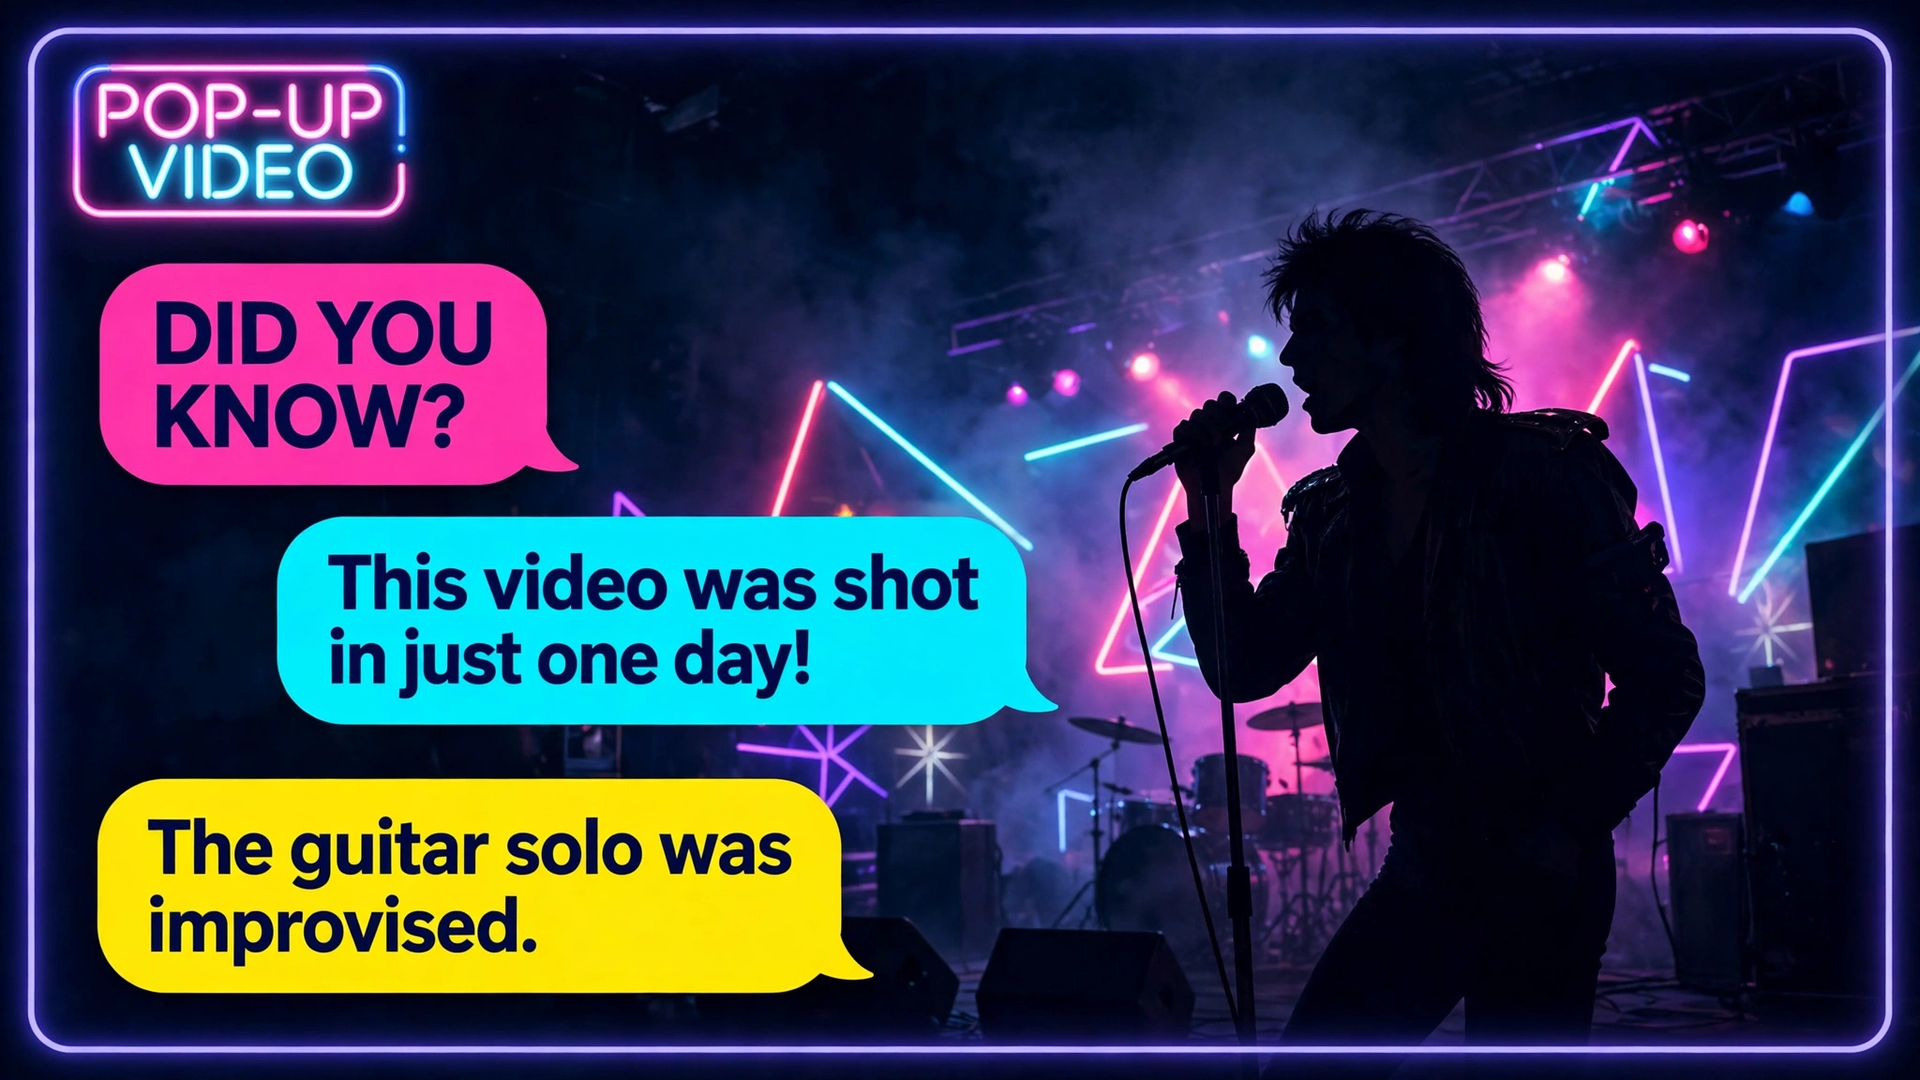 POP-UP
VIDEO
DID YOU
KNOW?
This video was shot
in just one day!
The guitar solo was
improvised.